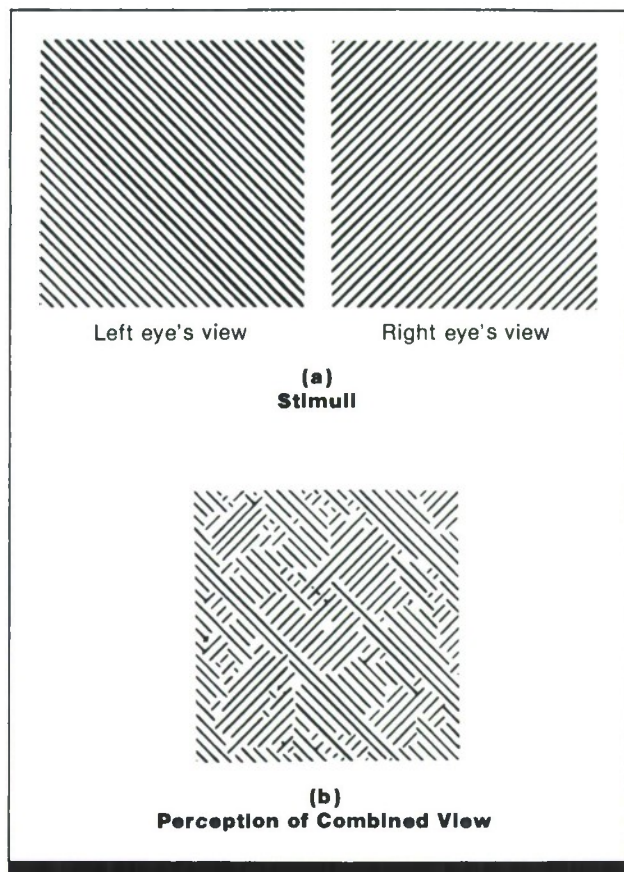 Left eye's view Right eye's view
(a)
Stimuli
(b)
Perception of Combined View